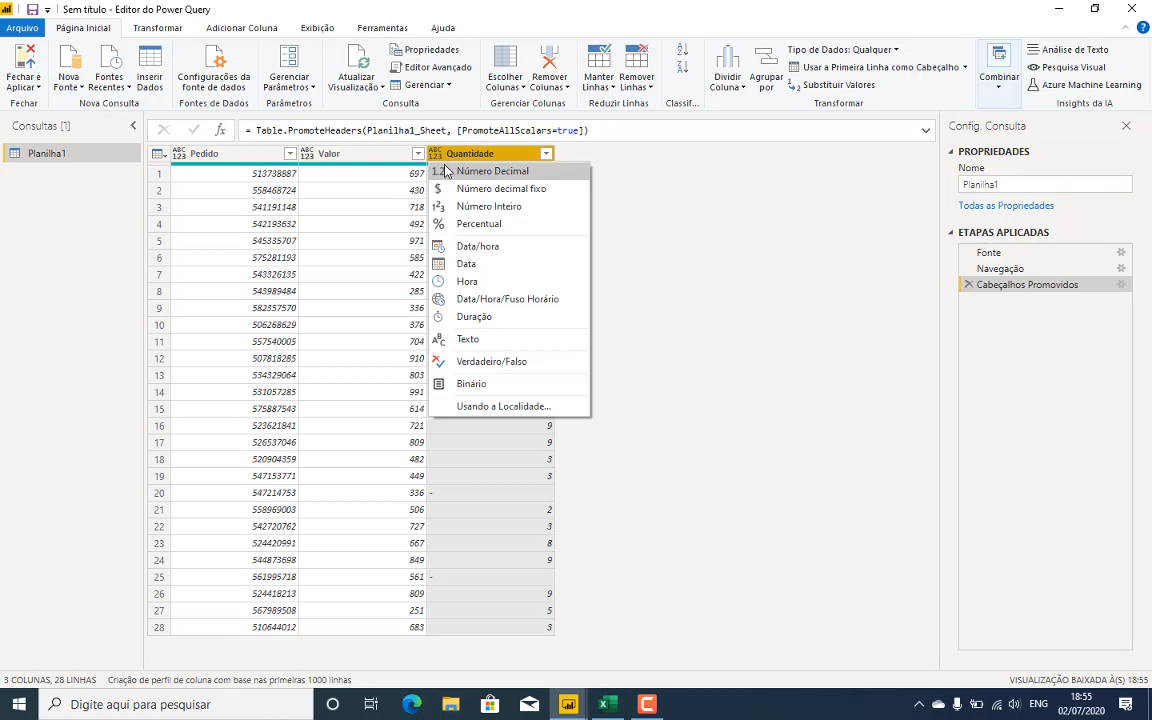 Sem título - Editor do Power Query
Arquivo
Página Inicial
Transformar
Adicionar Coluna
Exibição
Ferramentas
Ajuda
Fechar e Aplicar
Fechar
Nova Fonte
Fontes Recentes
Inserir Dados
Nova Consulta
Configurações da fonte de dados
Fontes de Dados
Gerenciar Parâmetros
Parâmetros
Atualizar Visualização
Propriedades
Editor Avançado
Gerenciar
Consulta
Escolher Colunas
Remover Colunas
Gerenciar Colunas
Manter Linhas
Remover Linhas
Reduzir Linhas
Classif...
Dividir Coluna
Agrupar por
Tipo de Dados: Qualquer
Usar a Primeira Linha como Cabeçalho
Substituir Valores
Transformar
Combinar
Análise de Texto
Pesquisa Visual
Azure Machine Learning
Insights da IA
Consultas [1]
Planilha1
= Table.PromoteHeaders(Planilha1_Sheet, [PromoteAllScalars=true])
ABC 123 Pedido
ABC 123 Valor
ABC 123 Quantidade
1 513738887 697
2 558468724 430
3 541191148 718
4 542193632 492
5 545335707 971
6 575281193 585
7 543326135 422
8 543989484 285
9 582357570 336
10 506268629 376
11 557540005 704
12 507818285 910
13 534329064 803
14 531057285 991
15 575887543 614
16 523621841 721 9
17 526537046 809 9
18 520904359 482 3
19 547153771 449 3
20 547214753 336 -
21 558969003 506 2
22 542720762 727 3
23 524420991 667 8
24 544873698 849 9
25 561995718 561 -
26 524418213 809 9
27 567989508 251 5
28 510644012 683 3
1.2 Número Decimal
$ Número decimal fixo
123 Número Inteiro
% Percentual
Data/hora
Data
Hora
Data/Hora/Fuso Horário
Duração
ABC Texto
Verdadeiro/Falso
Binário
Usando a Localidade...
Config. Consulta
PROPRIEDADES
Nome
Planilha1
Todas as Propriedades
ETAPAS APLICADAS
Fonte
Navegação
Cabeçalhos Promovidos
3 COLUNAS, 28 LINHAS
Criação de perfil de coluna com base nas primeiras 1000 linhas
VISUALIZAÇÃO BAIXADA À(S) 18:55
Digite aqui para pesquisar
ENG
18:55
02/07/2020